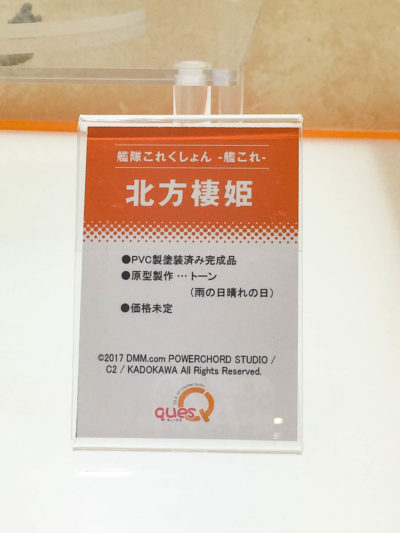 艦隊これくしょん -艦これ-
北方棲姫
●PVC製塗装済み完成品
●原型製作 … トーン
（雨の日晴れの日）
●価格未定
©2017 DMM.com POWERCHORD STUDIO /
C2 / KADOKAWA All Rights Reserved.
quesQ